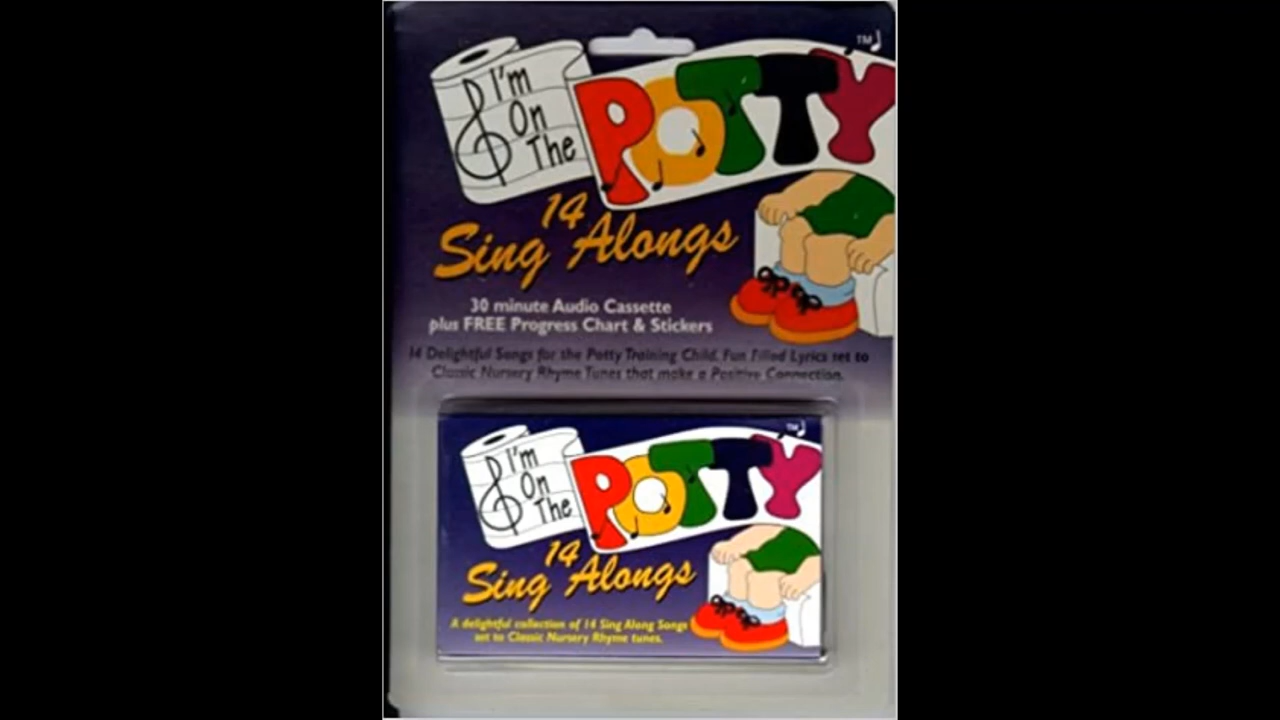 I'm
On
The
POTTY
TM
14
Sing Alongs
30 minute Audio Cassette
plus FREE Progress Chart & Stickers
14 Delightful Songs for the Potty Training Child. Fun Filled Lyrics set to
Classic Nursery Rhyme Tunes that make a Positive Connection.
I'm
On
The
POTTY
TM
14
Sing Alongs
A delightful collection of 14 Sing Along Songs
set to Classic Nursery Rhyme tunes.